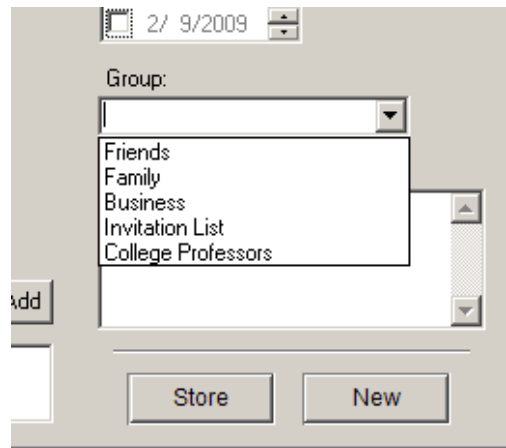 2/ 9/2009
Group:
Friends
Family
Business
Invitation List
College Professors
Add
Store
New